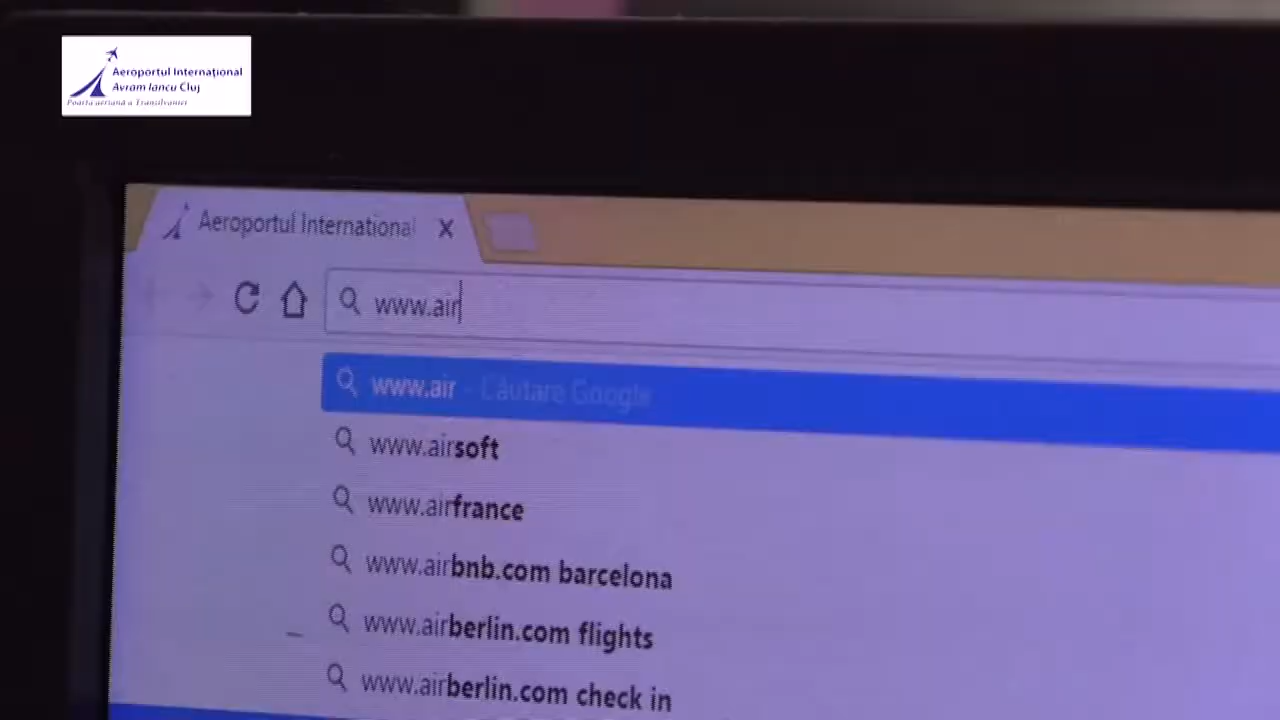 Aeroportul Internațional
Avram Iancu Cluj
Poarta aeriană a Transilvaniei
Aeroportul Internațional
www.air
www.air - Căutare Google
www.airsoft
www.airfrance
www.airbnb.com barcelona
www.airberlin.com flights
www.airberlin.com check in